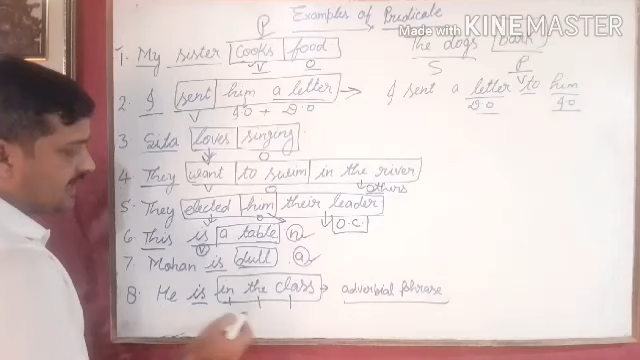 Examples of Predicate
Made with KINEMASTER
P
The dogs bark
S P
V
1. My sister cooks food
V O
2. I sent him a letter → I sent a letter to him
V I.O + D.O D.O I.O
3 Sita loves singing
V O
4. They want to swim in the river
V O others
5. They elected him their leader
V O O.C
6. This is a table n
V
7. Mohan is dull a
8. He is in the class → adverbial phrase